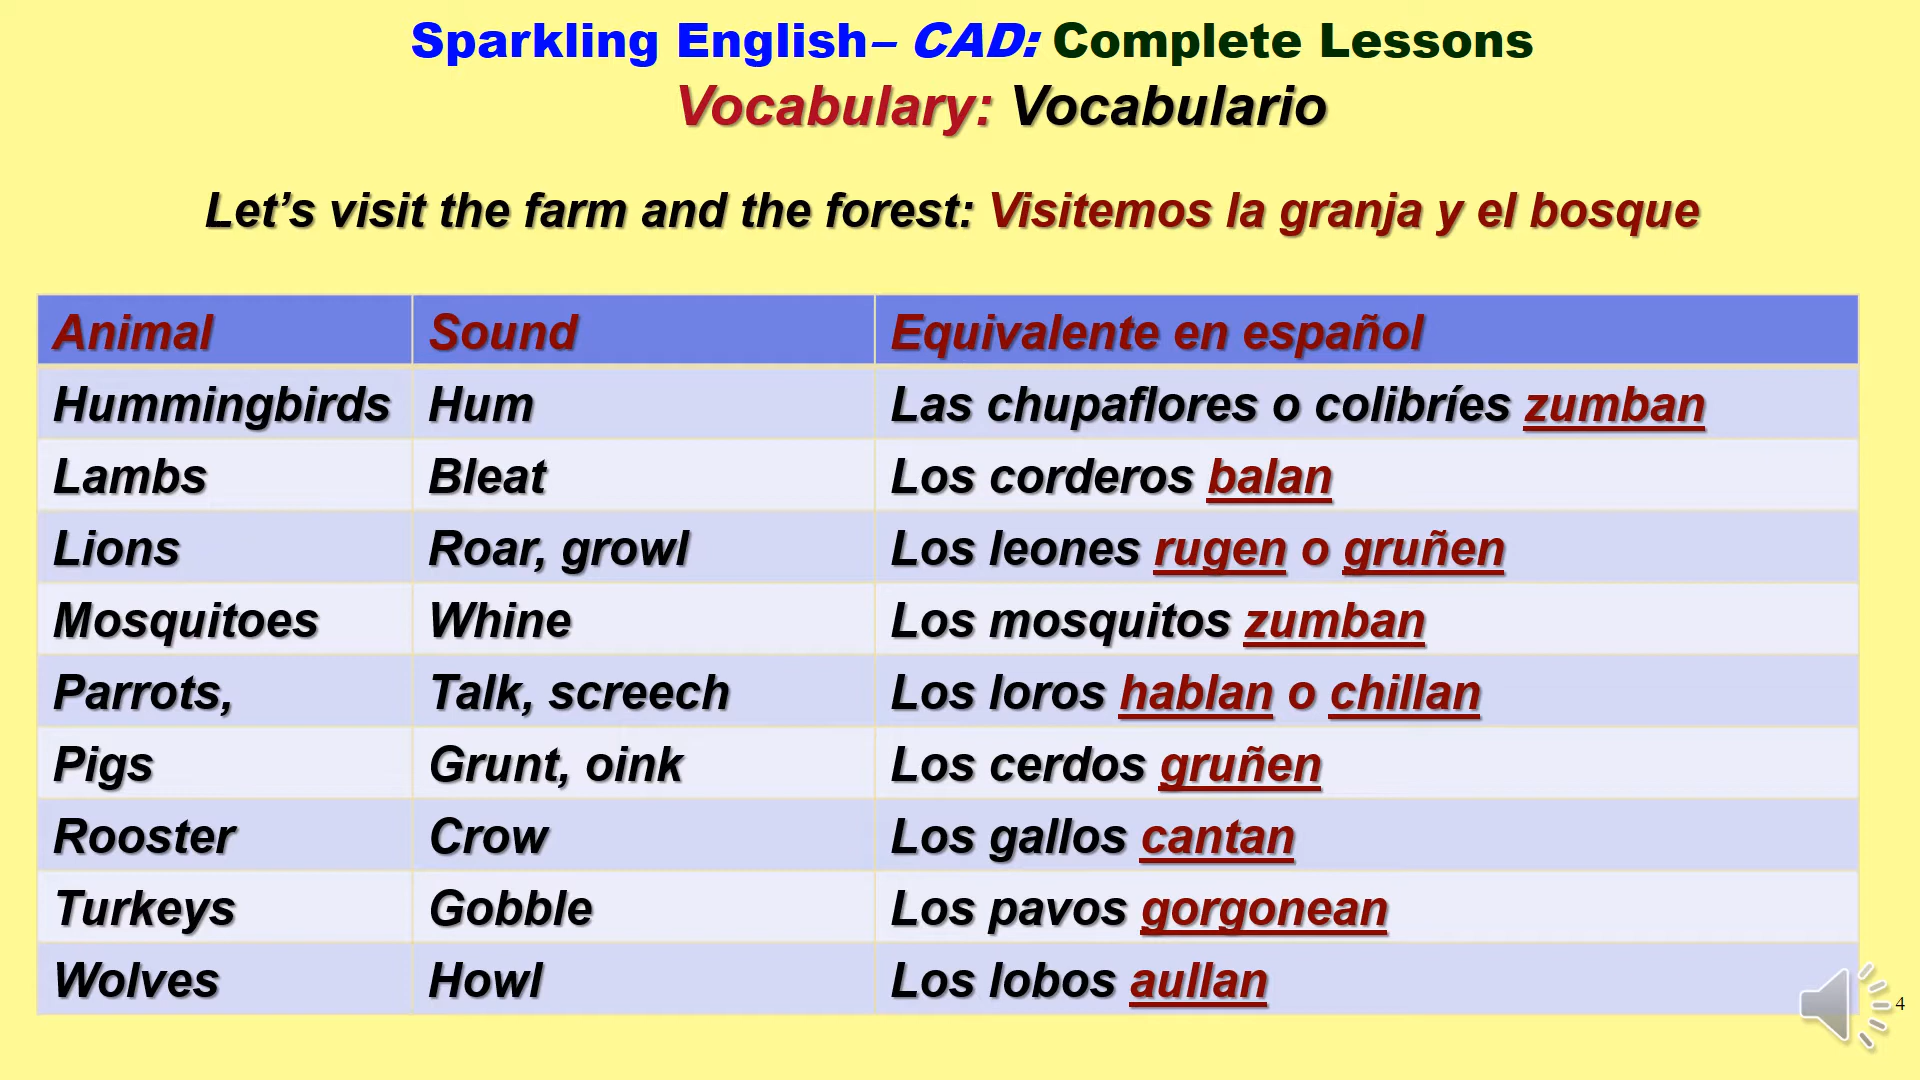 Sparkling English– CAD: Complete Lessons
Vocabulary: Vocabulario
Let’s visit the farm and the forest: Visitemos la granja y el bosque
Animal Sound Equivalente en español
Hummingbirds Hum Las chupaflores o colibríes zumban
Lambs Bleat Los corderos balan
Lions Roar, growl Los leones rugen o gruñen
Mosquitoes Whine Los mosquitos zumban
Parrots, Talk, screech Los loros hablan o chillan
Pigs Grunt, oink Los cerdos gruñen
Rooster Crow Los gallos cantan
Turkeys Gobble Los pavos gorgonean
Wolves Howl Los lobos aullan
4